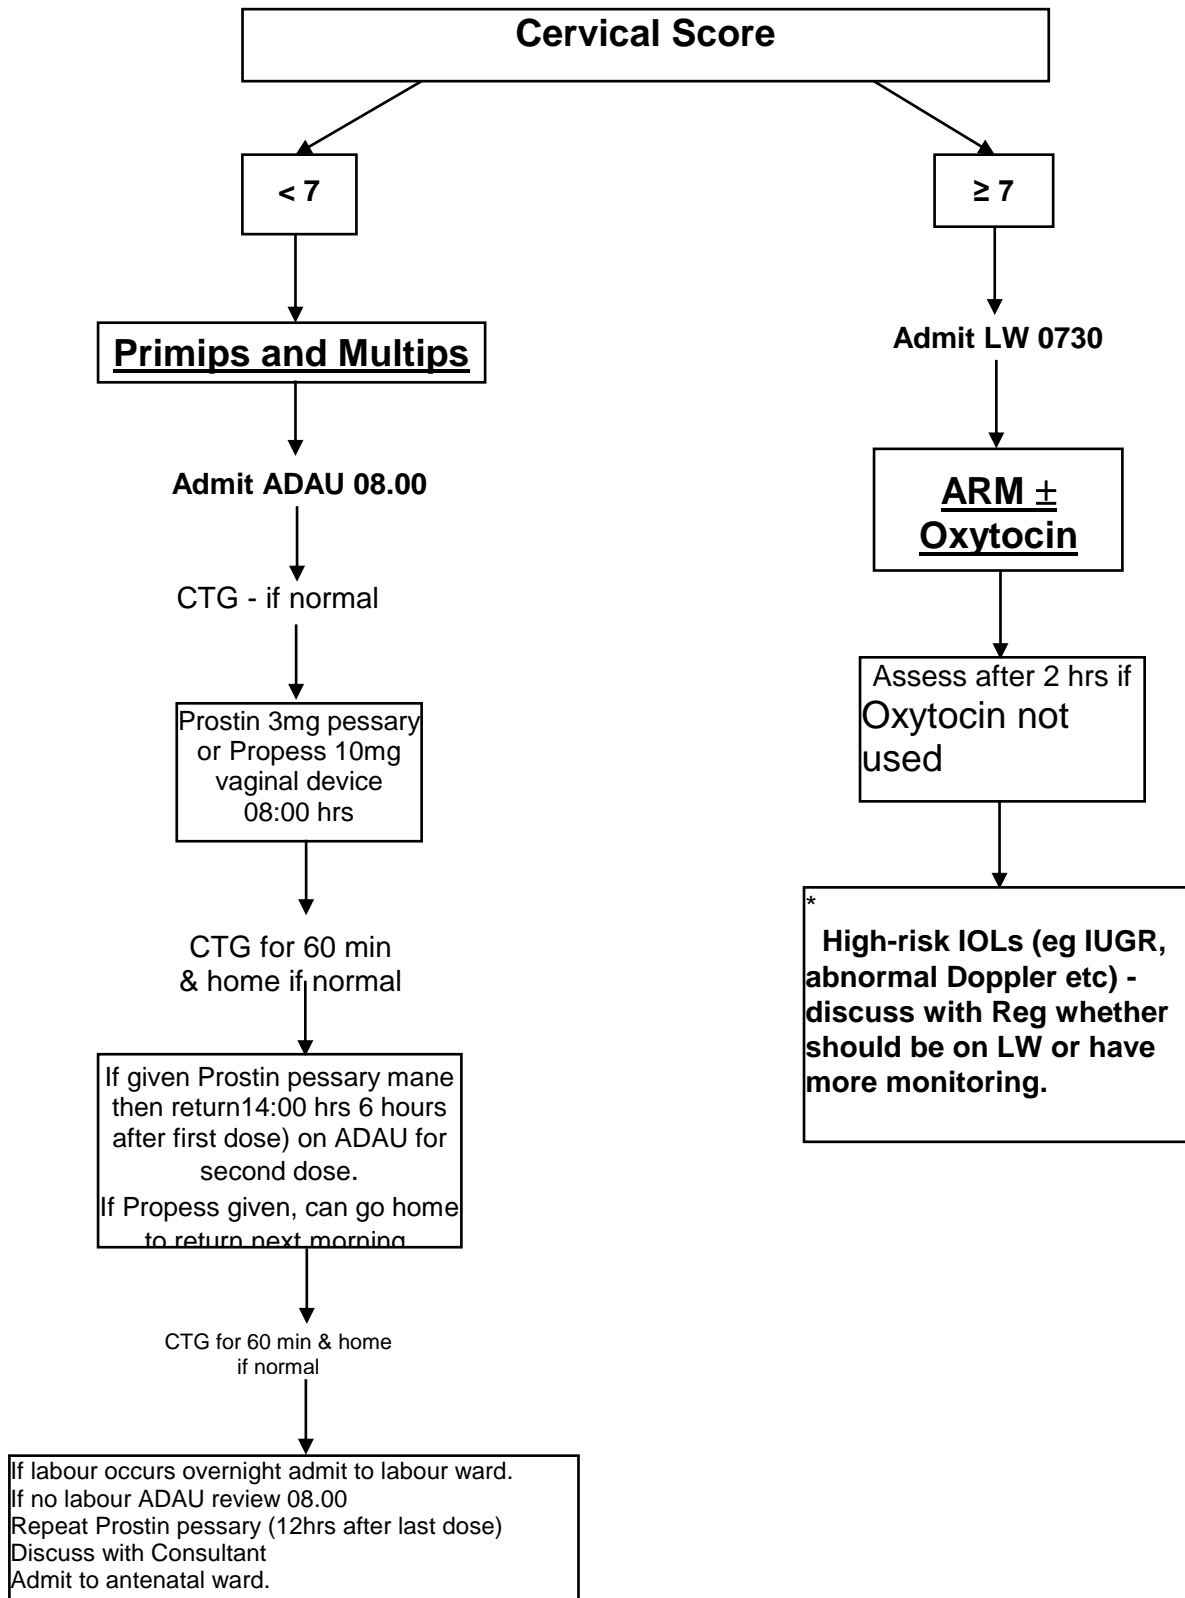 Cervical Score
< 7
Primips and Multips
Admit ADAU 08.00
CTG - if normal
Prostin 3mg pessary
or Propess 10mg
vaginal device
08:00 hrs
CTG for 60 min
& home if normal
If given Prostin pessary mane
then return14:00 hrs 6 hours
after first dose) on ADAU for
second dose.
If Propess given, can go home
to return next morning
CTG for 60 min & home
if normal
If labour occurs overnight admit to labour ward.
If no labour ADAU review 08.00
Repeat Prostin pessary (12hrs after last dose)
Discuss with Consultant
Admit to antenatal ward.
≥ 7
Admit LW 0730
ARM ±
Oxytocin
Assess after 2 hrs if
Oxytocin not
used
*
High-risk IOLs (eg IUGR,
abnormal Doppler etc) -
discuss with Reg whether
should be on LW or have
more monitoring.